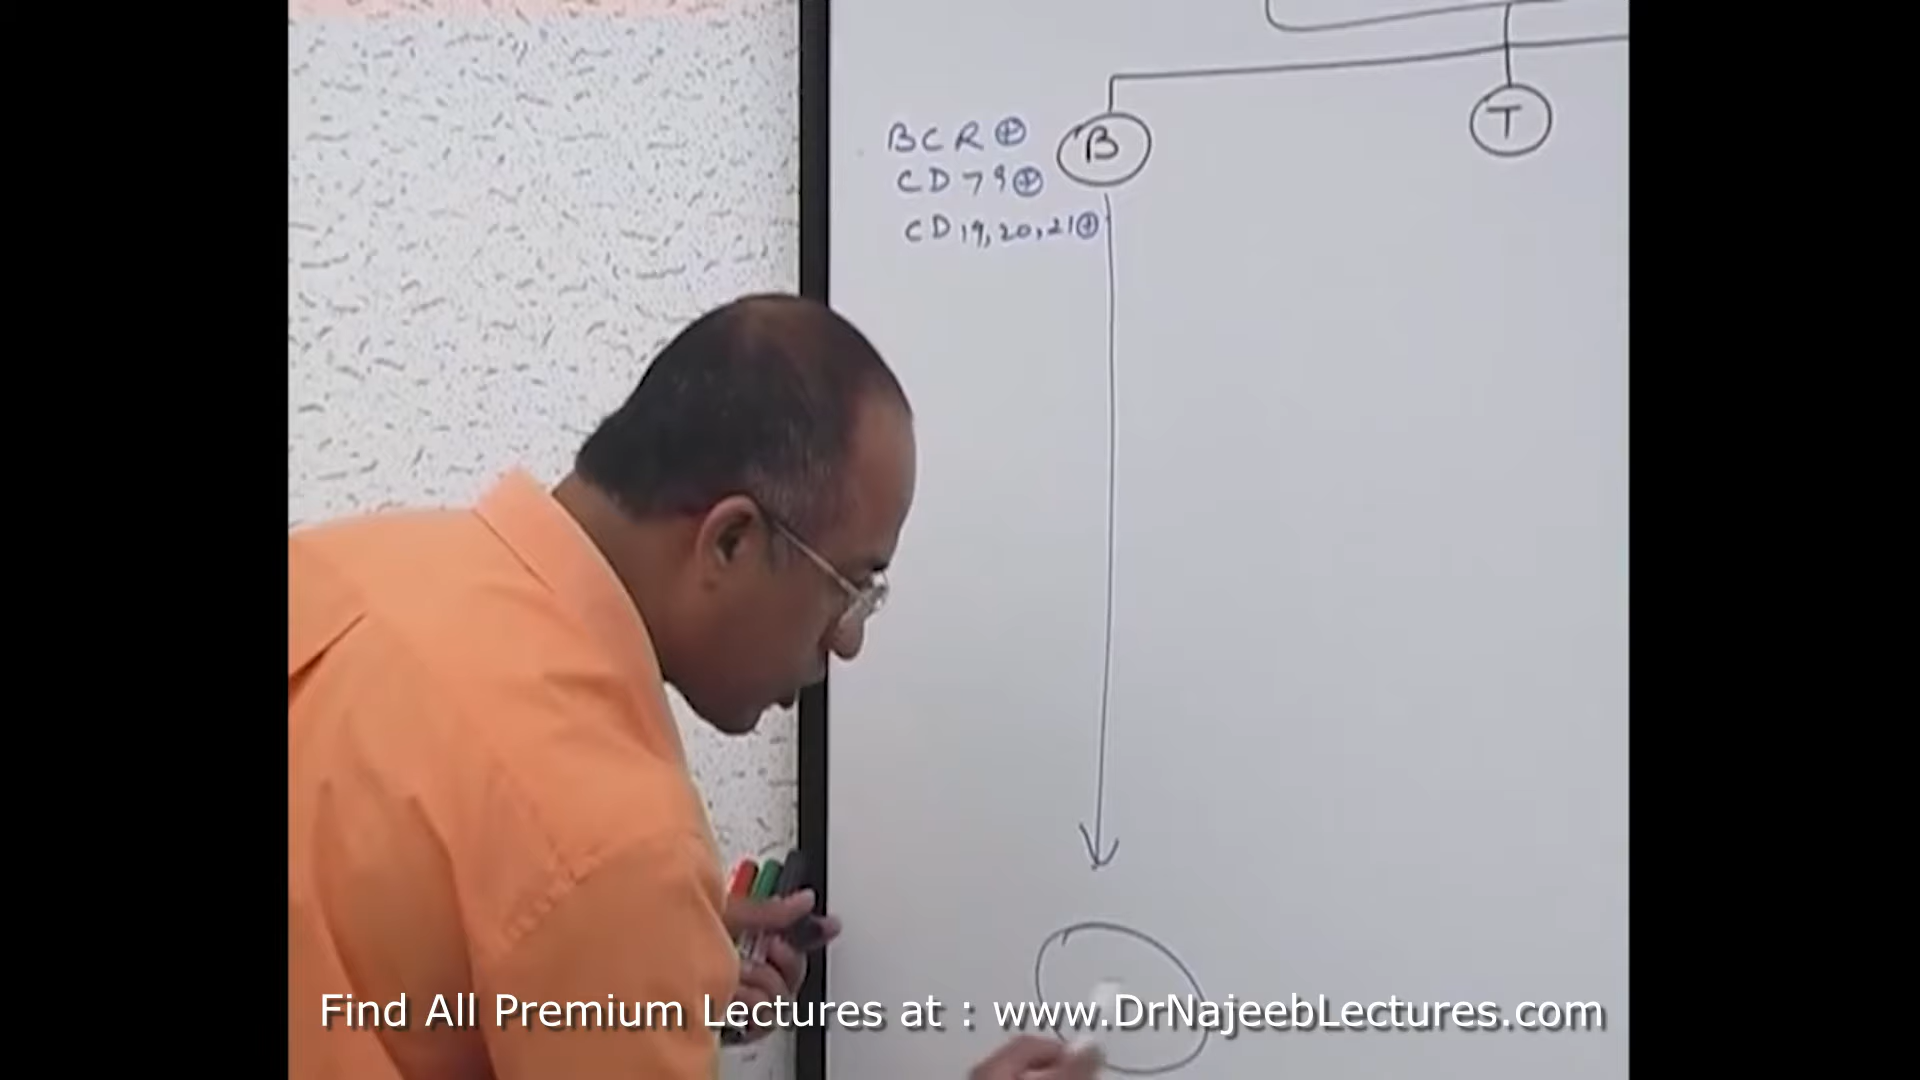 BCR⊕
B
T
CD79⊕
CD19,20,21⊕
Find All Premium Lectures at : www.DrNajeebLectures.com